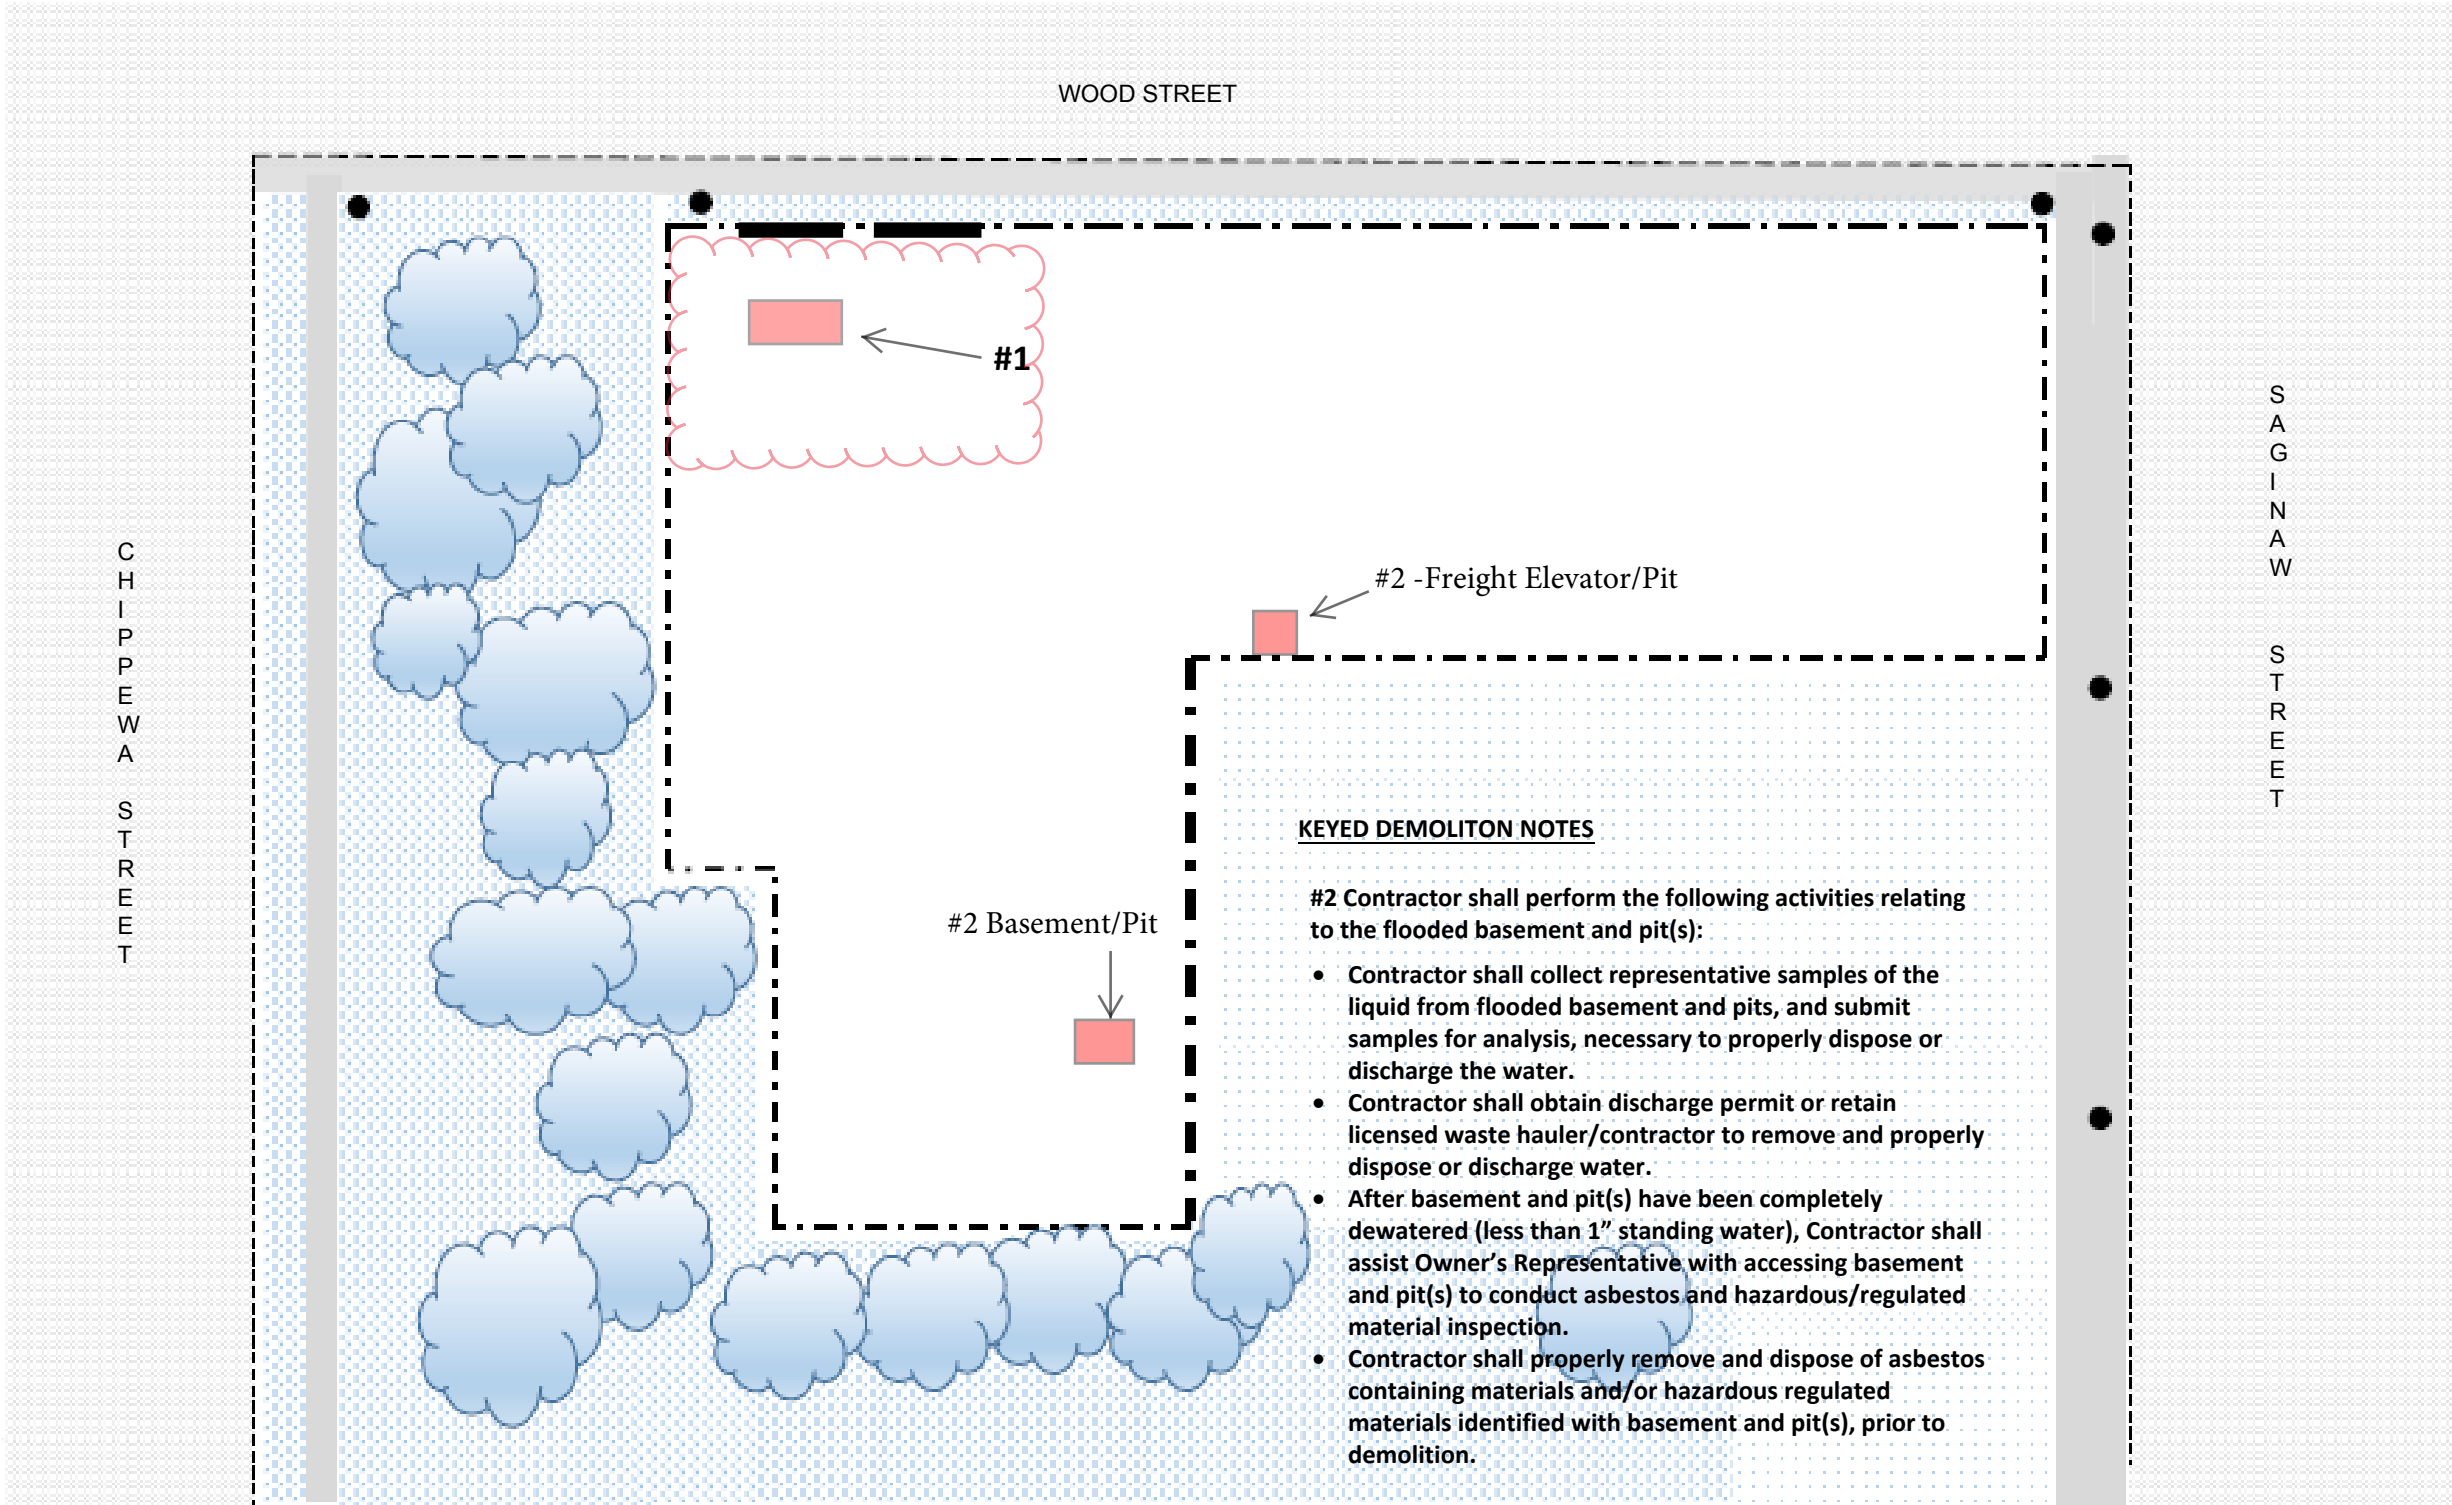 WOOD STREET
CHIPPEWA STREET
SAGINAW STREET
#1
#2 -Freight Elevator/Pit
#2 Basement/Pit
KEYED DEMOLITON NOTES
#2 Contractor shall perform the following activities relating
to the flooded basement and pit(s):
• Contractor shall collect representative samples of the
liquid from flooded basement and pits, and submit
samples for analysis, necessary to properly dispose or
discharge the water.
• Contractor shall obtain discharge permit or retain
licensed waste hauler/contractor to remove and properly
dispose or discharge water.
• After basement and pit(s) have been completely
dewatered (less than 1” standing water), Contractor shall
assist Owner’s Representative with accessing basement
and pit(s) to conduct asbestos and hazardous/regulated
material inspection.
• Contractor shall properly remove and dispose of asbestos
containing materials and/or hazardous regulated
materials identified with basement and pit(s), prior to
demolition.